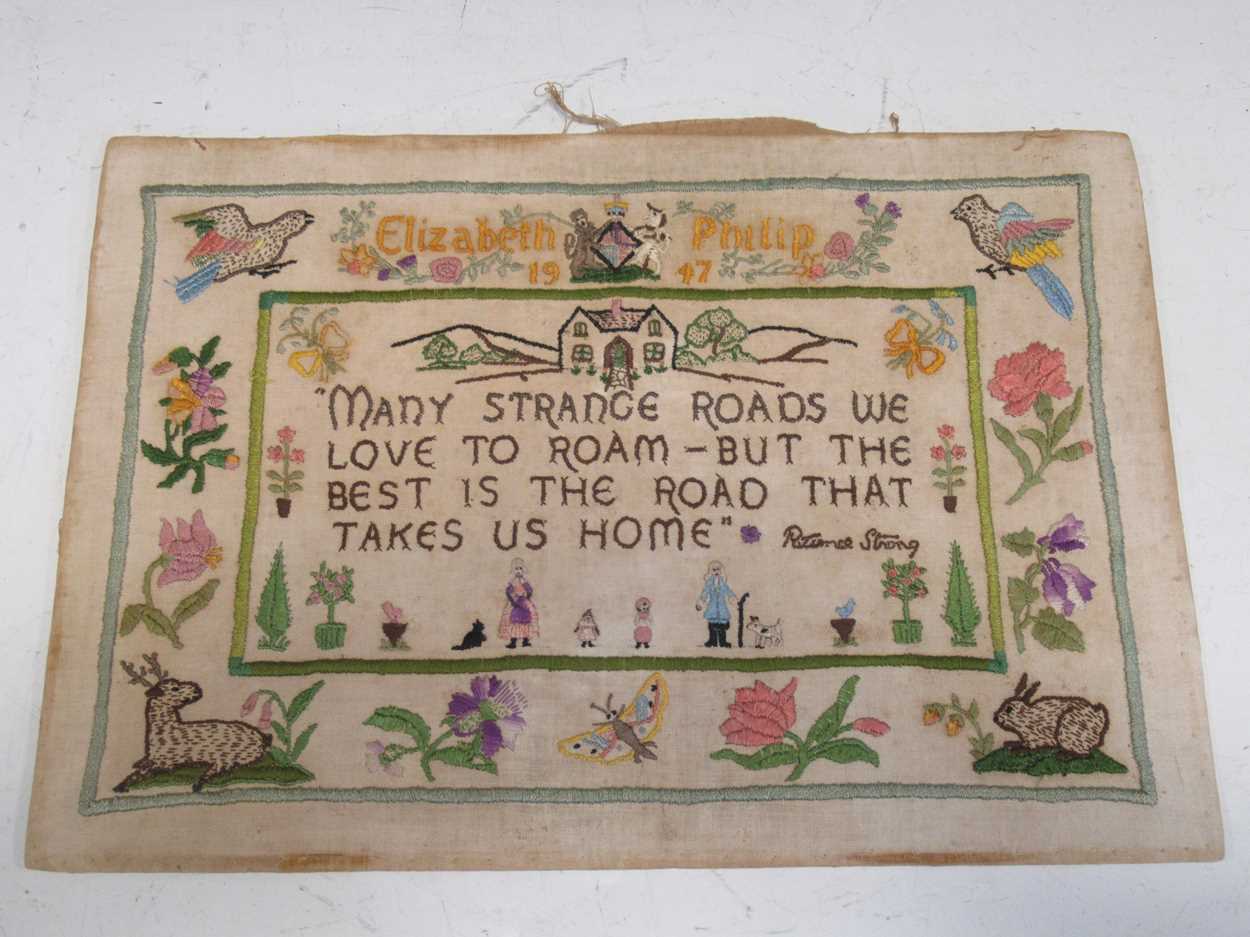 Elizabeth Philip
19 47
"MANY STRANGE ROADS WE
LOVE TO ROAM - BUT THE
BEST IS THE ROAD THAT
TAKES US HOME"
Patience Strong